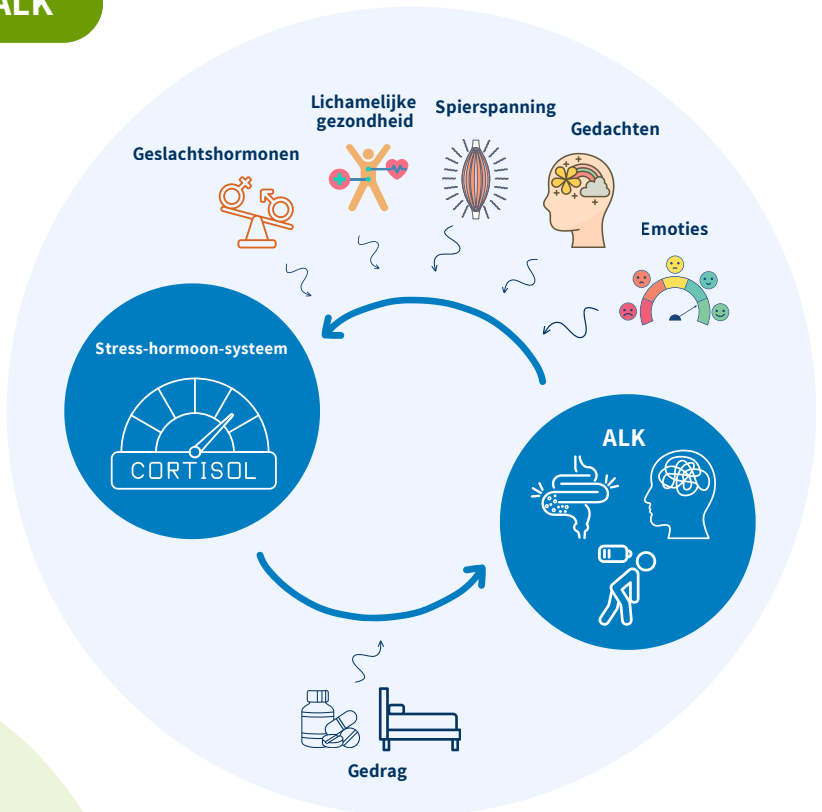 ALK
Lichamelijke
gezondheid
Spierspanning
Gedachten
Geslachtshormonen
Emoties
Stress-hormoon-systeem
CORTISOL
ALK
Gedrag